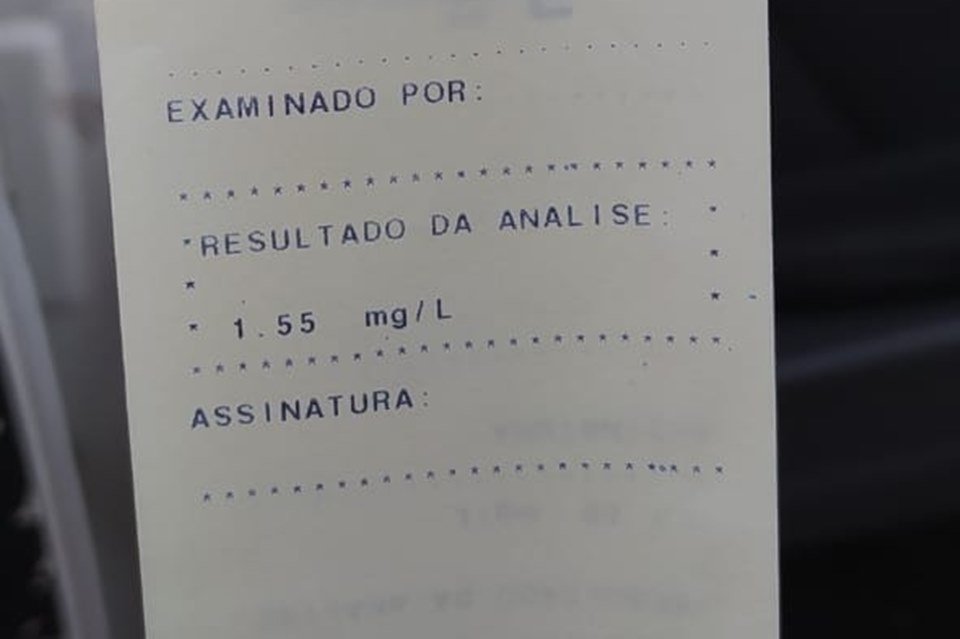 EXAMINADO POR:
*RESULTADO DA ANALISE: *
* 1.55 mg/L *
ASSINATURA: